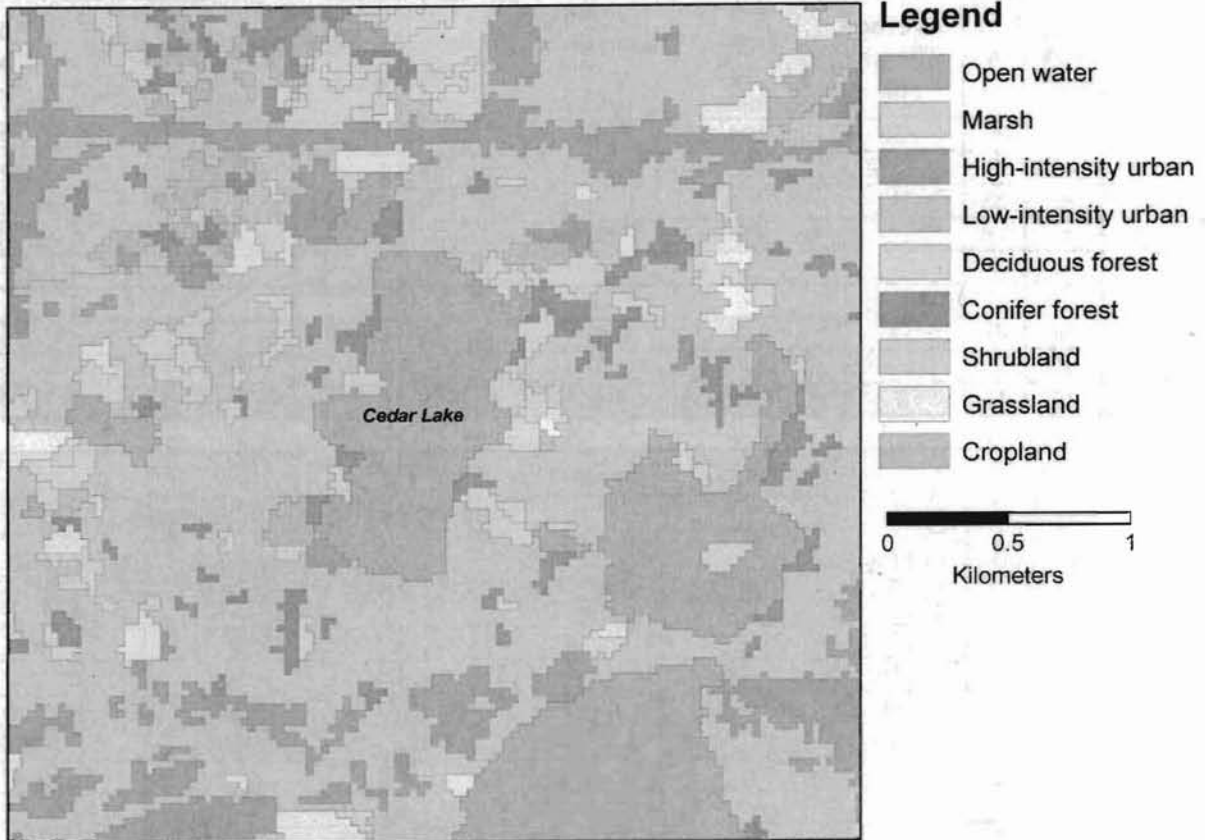 Legend
Open water
Marsh
High-intensity urban
Low-intensity urban
Deciduous forest
Conifer forest
Shrubland
Grassland
Cropland
Cedar Lake
0 0.5 1
Kilometers